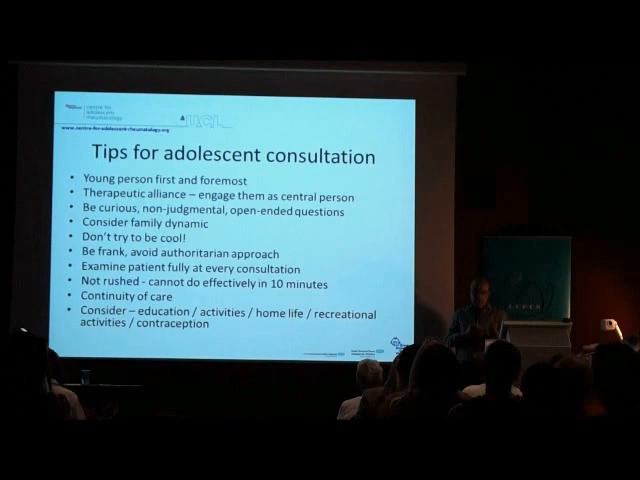 centre for
adolescent
rheumatology
UCL
www.centre-for-adolescent-rheumatology.org
Tips for adolescent consultation
• Young person first and foremost
• Therapeutic alliance – engage them as central person
• Be curious, non-judgmental, open-ended questions
• Consider family dynamic
• Don't try to be cool!
• Be frank, avoid authoritarian approach
• Examine patient fully at every consultation
• Not rushed - cannot do effectively in 10 minutes
• Continuity of care
• Consider – education / activities / home life / recreational
activities / contraception